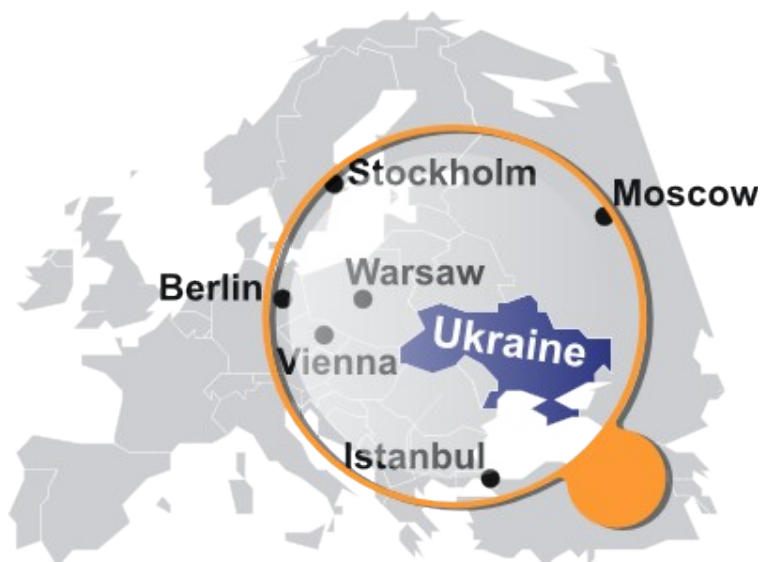 Stockholm
Moscow
Berlin
Warsaw
Ukraine
Vienna
Istanbul